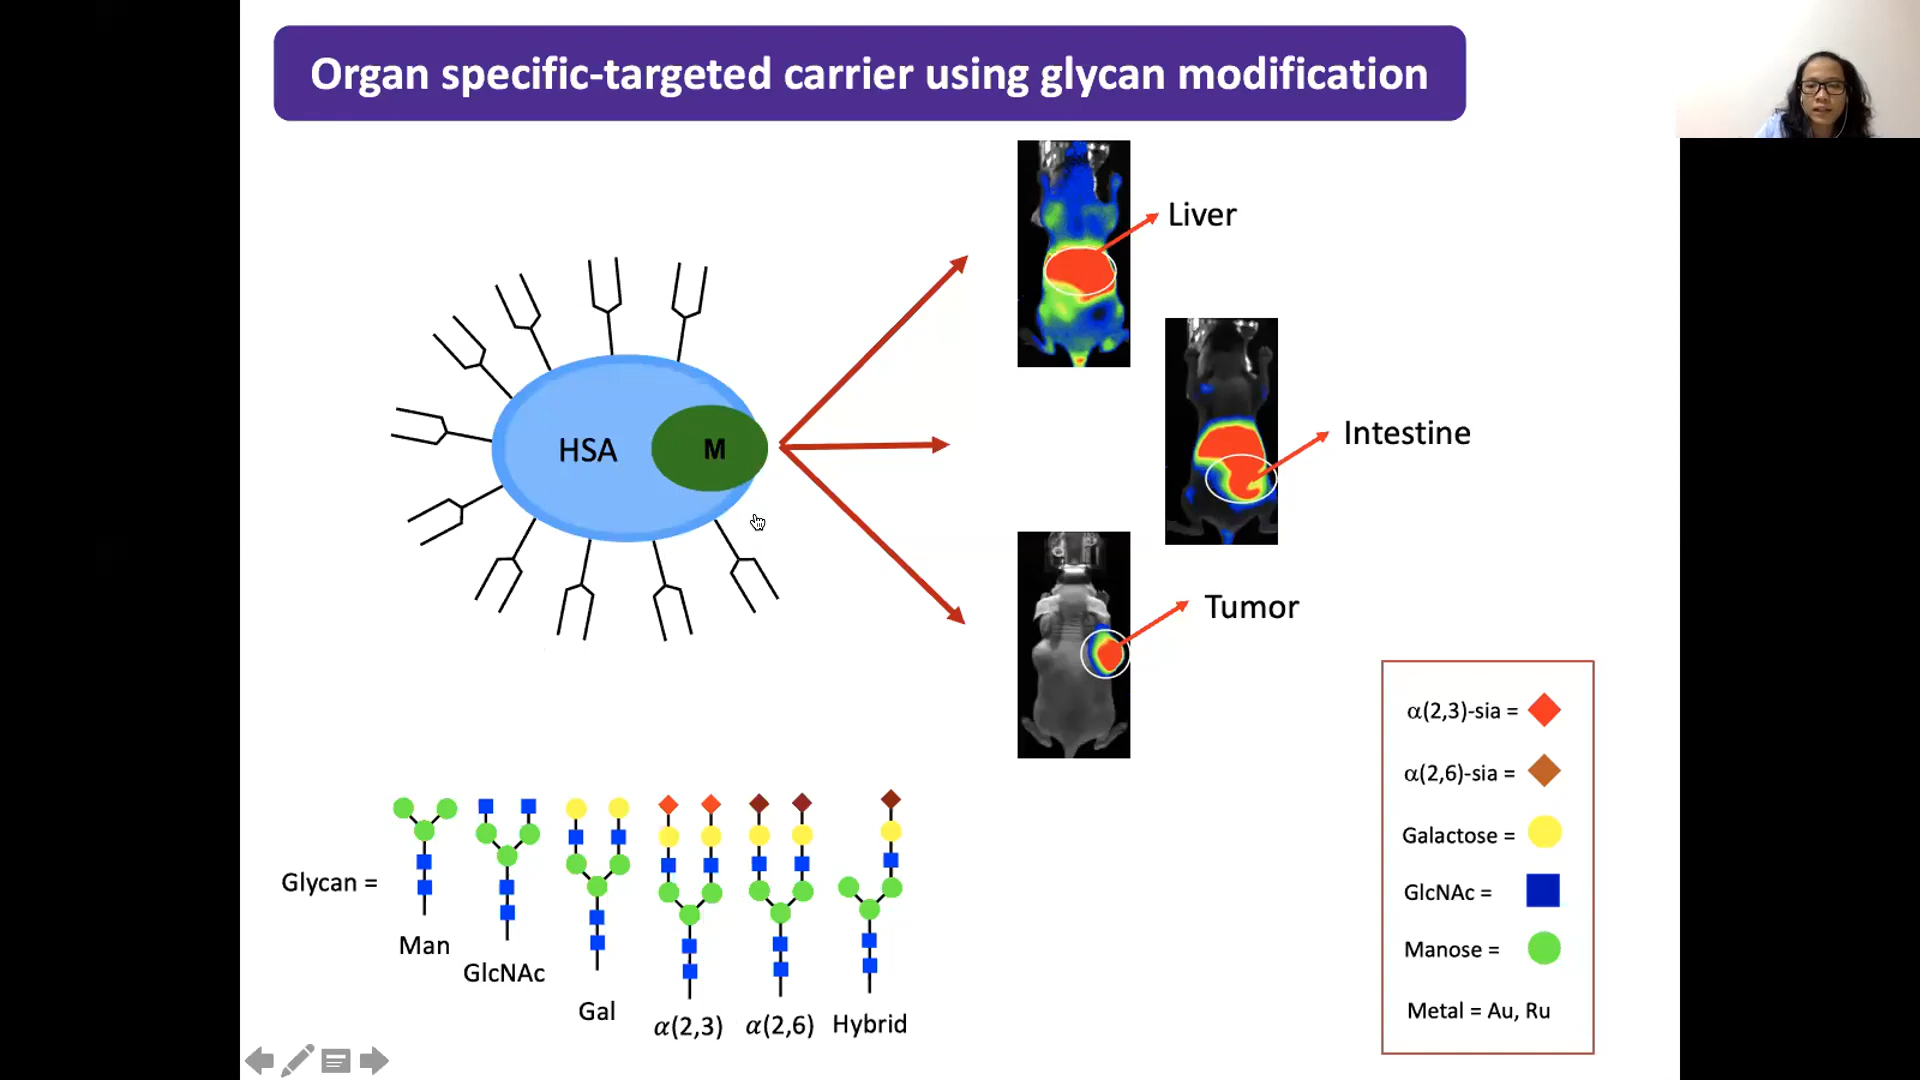 Organ specific-targeted carrier using glycan modification
Liver
HSA
M
Intestine
Tumor
α(2,3)-sia =
α(2,6)-sia =
Galactose =
GlcNAc =
Manose =
Metal = Au, Ru
Glycan =
Man
GlcNAc
Gal
α(2,3)
α(2,6)
Hybrid